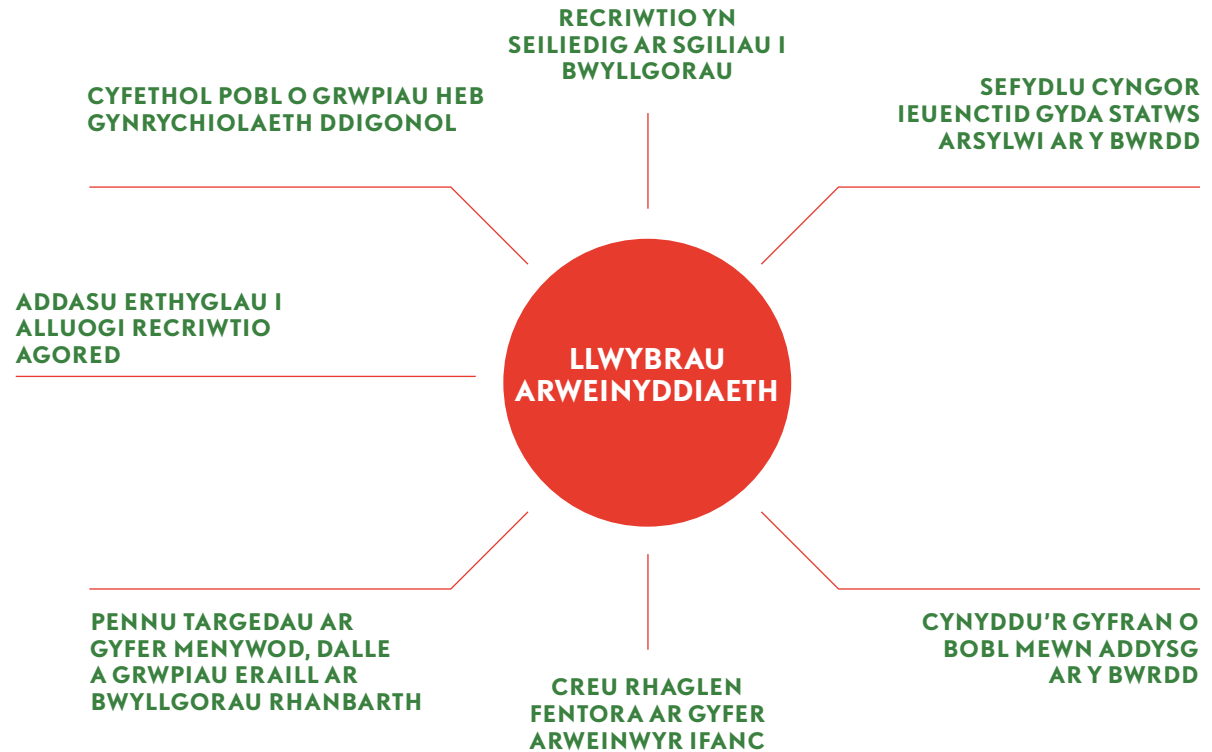 RECRIWTIO YN
SEILIEDIG AR SGILIAU I
BWYLLGORAU
CYFETHOL POBL O GRWPIAU HEB
GYNRYCHIOLAETH DDIGONOL
SEFYDLU CYNGOR
IEUENCTID GYDA STATWS
ARSYLWI AR Y BWRDD
ADDASU ERTHYGLAU I
ALLUOGI RECRIWTIO
AGORED
LLWYBRAU
ARWEINYDDIAETH
PENNU TARGEDAU AR
GYFER MENYWOD, DALLE
A GRWPIAU ERAILL AR
BWYLLGORAU RHANBARTH
CREU RHAGLEN
FENTORA AR GYFER
ARWEINWYR IFANC
CYNYDDU’R GYFRAN O
BOBL MEWN ADDYSG
AR Y BWRDD